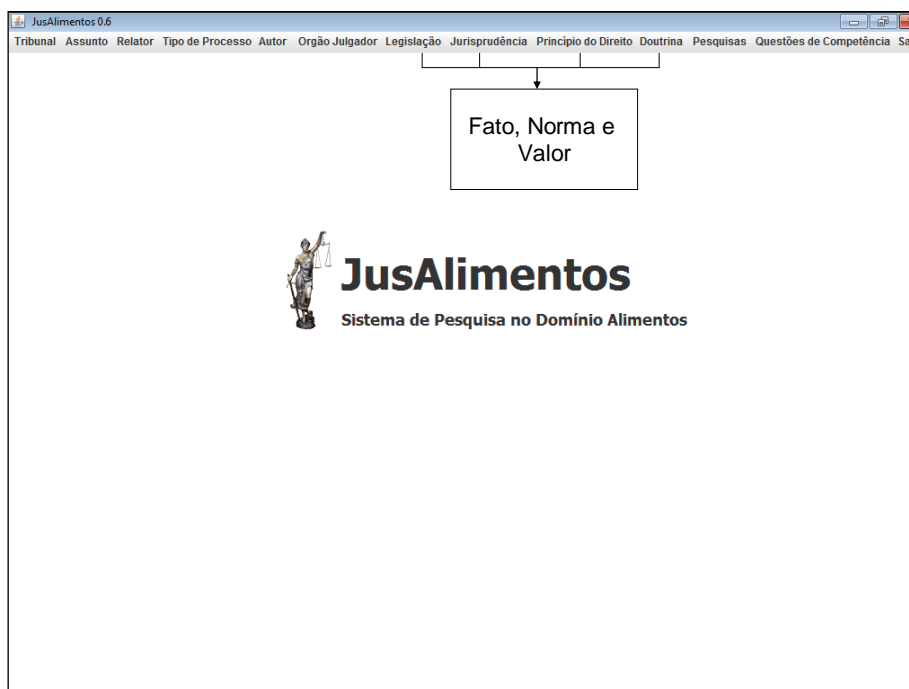 JusAlimentos 0.6
Tribunal Assunto Relator Tipo de Processo Autor Orgão Julgador Legislação Jurisprudência Princípio do Direito Doutrina Pesquisas Questões de Competência Sa
Fato, Norma e
Valor
JusAlimentos
Sistema de Pesquisa no Domínio Alimentos